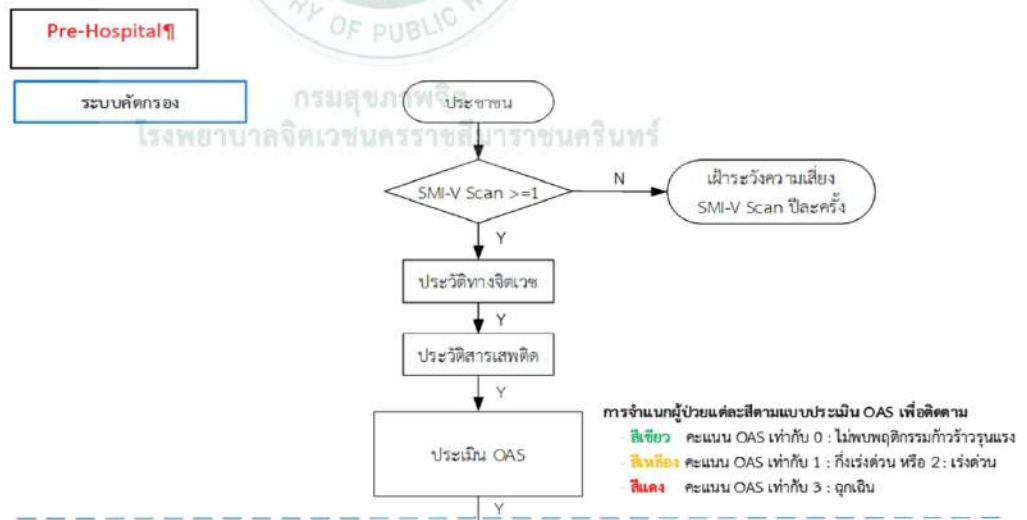 RY OF PUBLIC H
Pre-Hospital¶
ระบบคัดกรอง
กรมสุขภาพจิต
โรงพยาบาลจิตเวชนครราชสีมาราชนครินทร์
ประชาชน
SMI-V Scan >=1
N
เฝ้าระวังความเสี่ยง
SMI-V Scan ปีละครั้ง
Y
ประวัติทางจิตเวช
Y
ประวัติสารเสพติด
Y
ประเมิน OAS
Y
การจำแนกผู้ป่วยแต่ละสีตามแบบประเมิน OAS เพื่อติดตาม
- สีเขียว คะแนน OAS เท่ากับ 0 : ไม่พบพฤติกรรมก้าวร้าวรุนแรง
- สีเหลือง คะแนน OAS เท่ากับ 1 : กึ่งเร่งด่วน หรือ 2 : เร่งด่วน
- สีแดง คะแนน OAS เท่ากับ 3 : ฉุกเฉิน